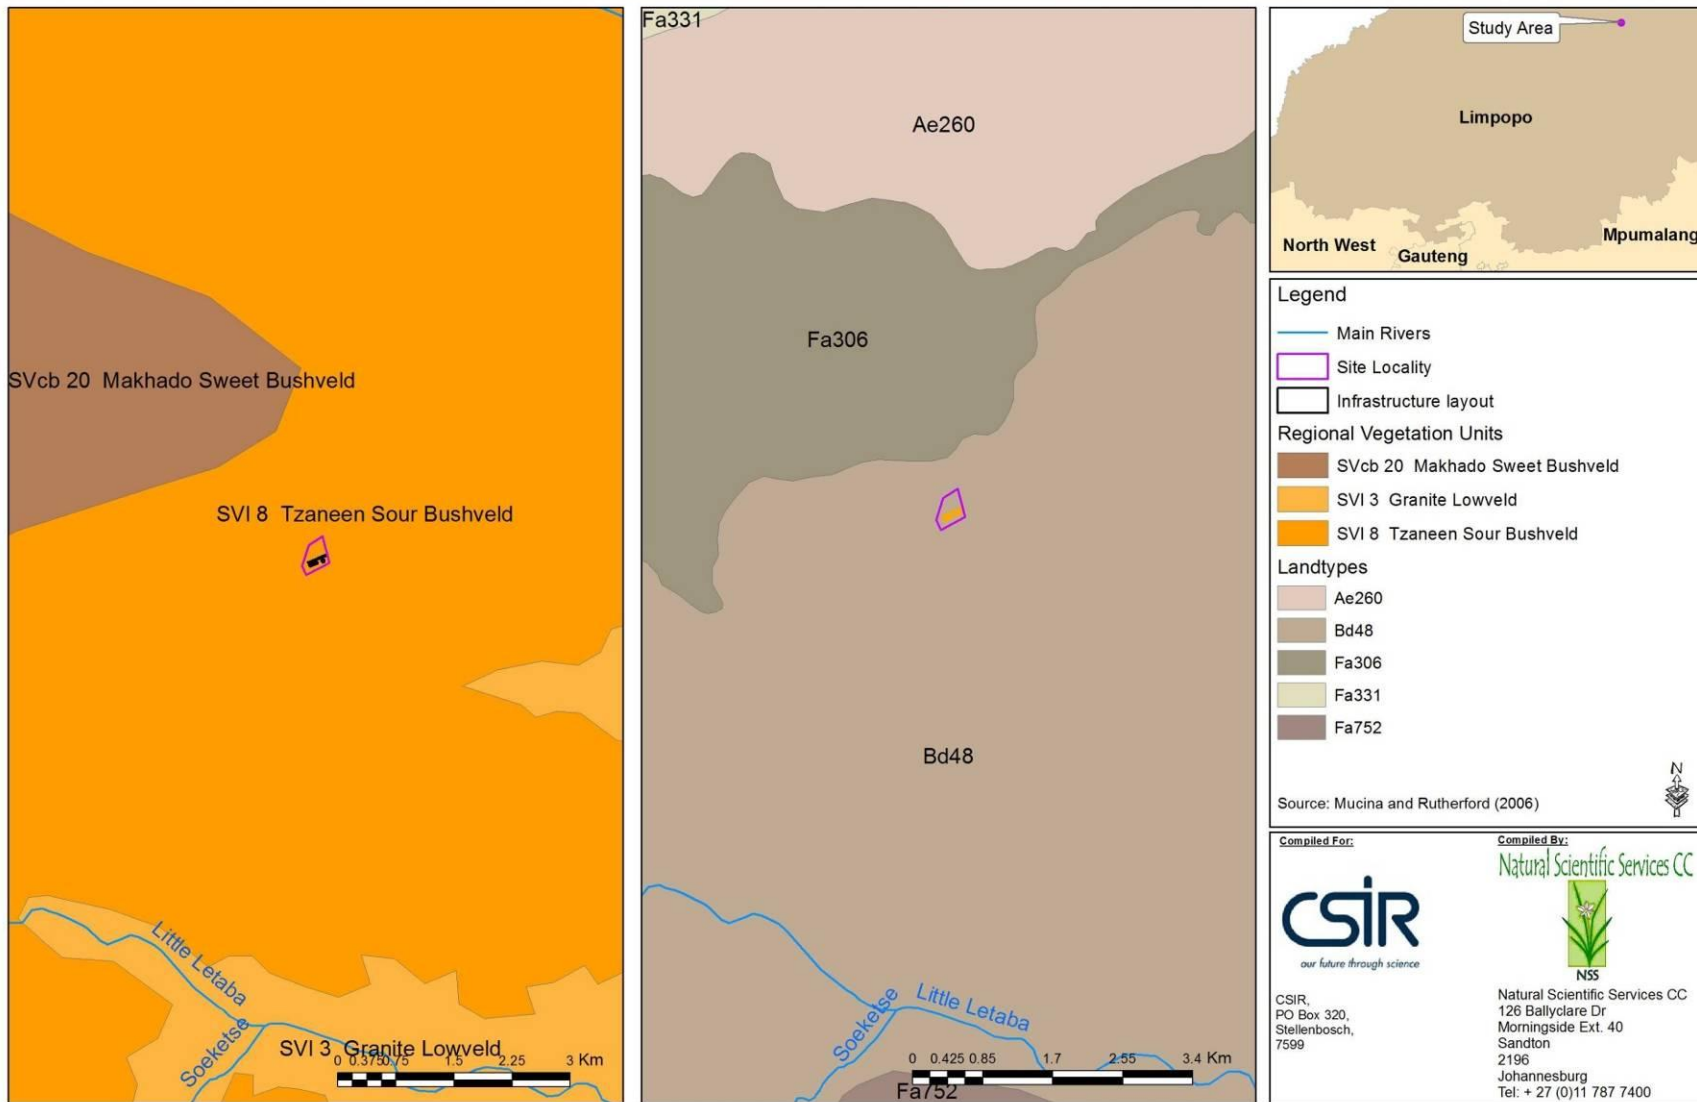 SVcb 20 Makhado Sweet Bushveld
SVI 8 Tzaneen Sour Bushveld
Little Letaba
Soeketse
SVI 3 Granite Lowveld
0 0.375 0.75 1.5 2.25 3 Km
Fa331
Ae260
Fa306
Bd48
Little Letaba
Soeketse
0 0.425 0.85 1.7 2.55 3.4 Km
Fa752
Study Area
Limpopo
North West
Gauteng
Mpumalang
Legend
Main Rivers
Site Locality
Infrastructure layout
Regional Vegetation Units
SVcb 20 Makhado Sweet Bushveld
SVI 3 Granite Lowveld
SVI 8 Tzaneen Sour Bushveld
Landtypes
Ae260
Bd48
Fa306
Fa331
Fa752
Source: Mucina and Rutherford (2006)
N
Compiled For:
CSIR
our future through science
CSIR,
PO Box 320,
Stellenbosch,
7599
Compiled By:
Natural Scientific Services CC
NSS
Natural Scientific Services CC
126 Ballyclare Dr
Morningside Ext. 40
Sandton
2196
Johannesburg
Tel: + 27 (0)11 787 7400